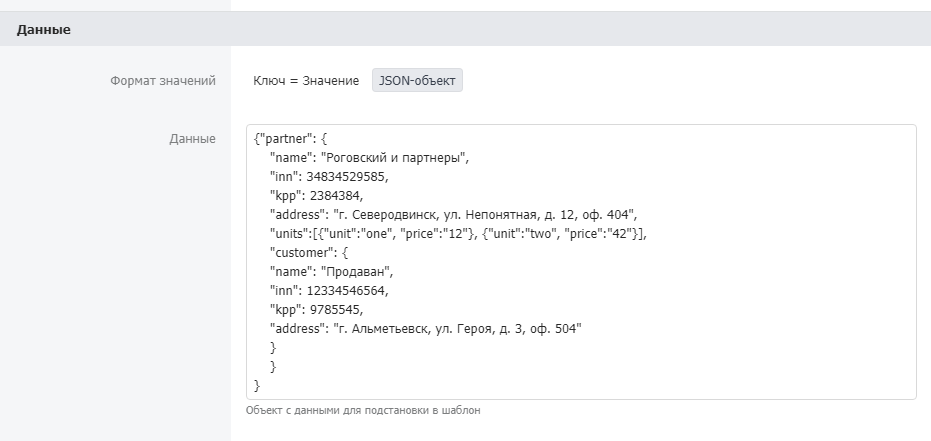 Данные
Формат значений
Ключ = Значение JSON-объект
Данные
{"partner": {
"name": "Роговский и партнеры",
"inn": 34834529585,
"kpp": 2384384,
"address": "г. Северодвинск, ул. Непонятная, д. 12, оф. 404",
"units":[{"unit":"one", "price":"12"}, {"unit":"two", "price":"42"}],
"customer": {
"name": "Продаван",
"inn": 12334546564,
"kpp": 9785545,
"address": "г. Альметьевск, ул. Героя, д. 3, оф. 504"
}
}
}
Объект с данными для подстановки в шаблон